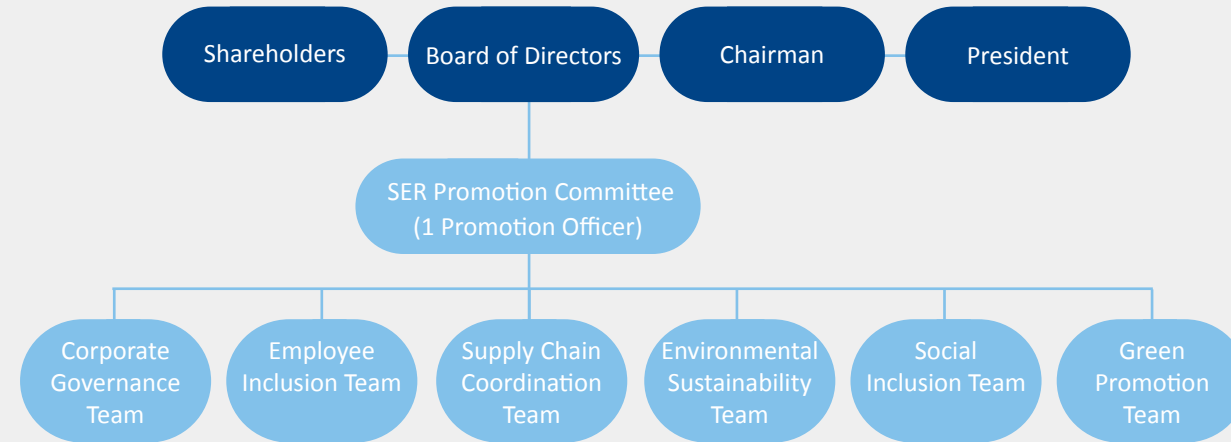 Shareholders
Board of Directors
Chairman
President
SER Promotion Committee
(1 Promotion Officer)
Corporate
Governance
Team
Employee
Inclusion Team
Supply Chain
Coordination
Team
Environmental
Sustainability
Team
Social
Inclusion Team
Green
Promotion
Team